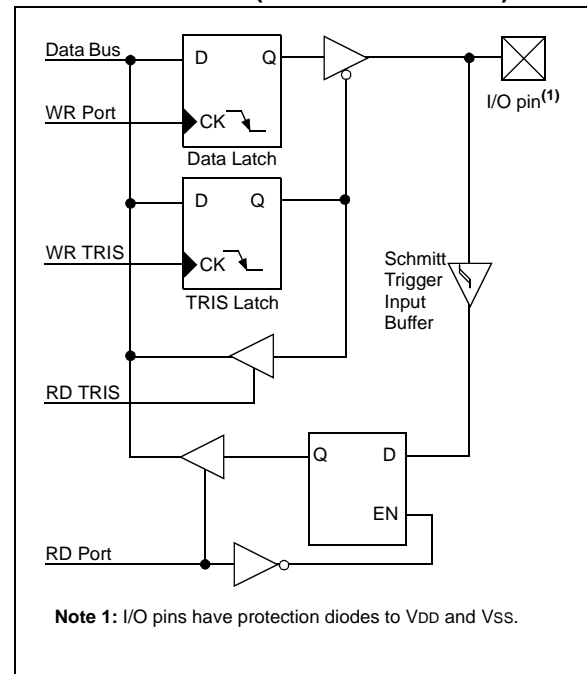 Data Bus
D Q
I/O pin(1)
WR Port
CK
Data Latch
D Q
WR TRIS
CK
TRIS Latch
Schmitt
Trigger
Input
Buffer
RD TRIS
Q D
EN
RD Port
Note 1: I/O pins have protection diodes to VDD and VSS.